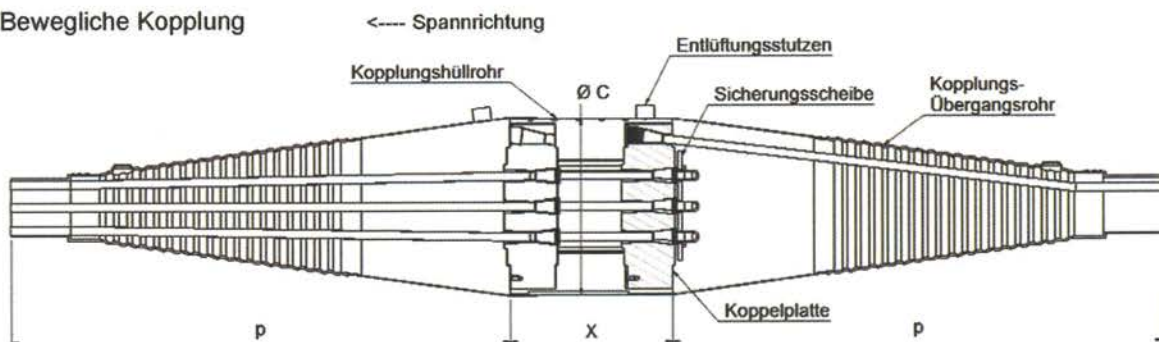 Bewegliche Kopplung
<---- Spannrichtung
Entlüftungsstutzen
Kopplungshüllrohr
Ø C
Sicherungsscheibe
Kopplungs-
Übergangsrohr
Koppelplatte
p
X
p